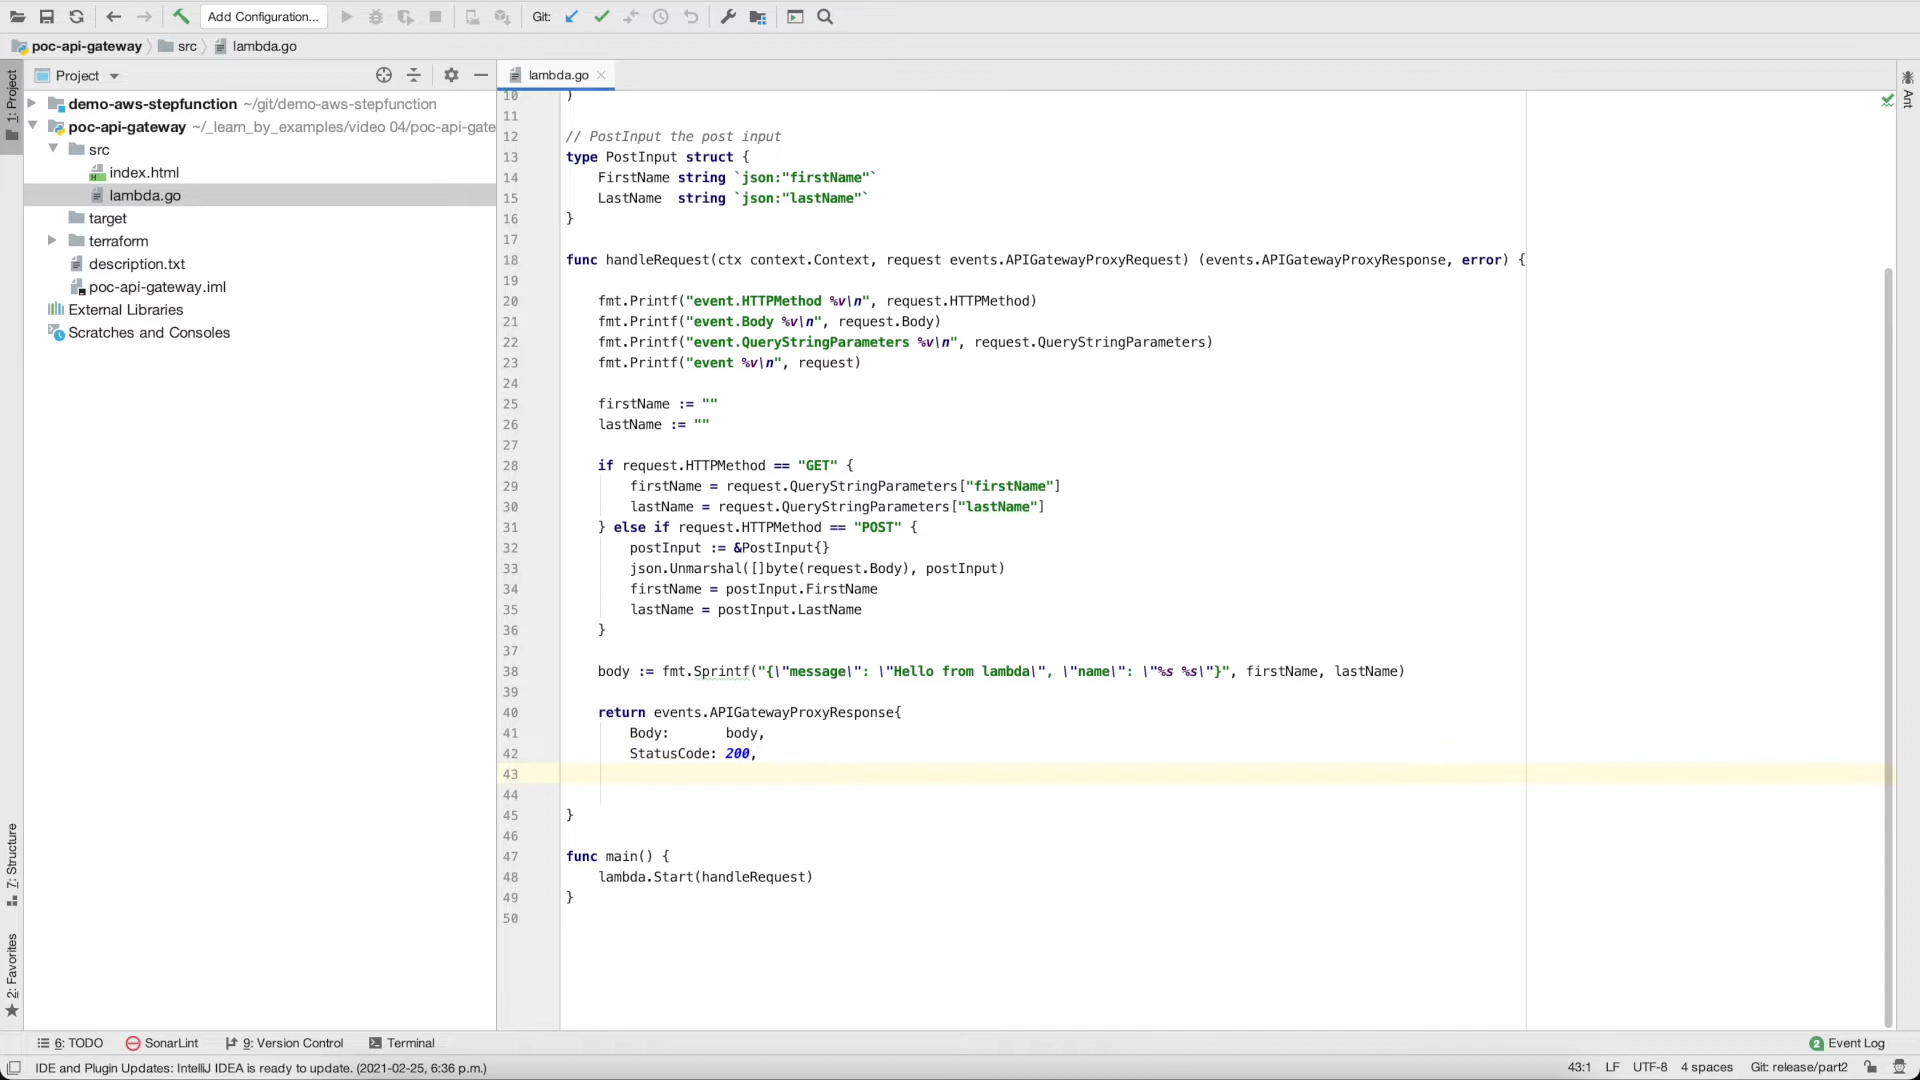 Add Configuration...
Git:
poc-api-gateway
src
lambda.go
1: Project
Project
lambda.go
Ant
demo-aws-stepfunction ~/git/demo-aws-stepfunction
poc-api-gateway ~/_learn_by_examples/video 04/poc-api-gate
src
index.html
lambda.go
target
terraform
description.txt
poc-api-gateway.iml
External Libraries
Scratches and Consoles
10 )
11
12 // PostInput the post input
13 type PostInput struct {
14 FirstName string `json:"firstName"`
15 LastName string `json:"lastName"`
16 }
17
18 func handleRequest(ctx context.Context, request events.APIGatewayProxyRequest) (events.APIGatewayProxyResponse, error) {
19
20 fmt.Printf("event.HTTPMethod %v\n", request.HTTPMethod)
21 fmt.Printf("event.Body %v\n", request.Body)
22 fmt.Printf("event.QueryStringParameters %v\n", request.QueryStringParameters)
23 fmt.Printf("event %v\n", request)
24
25 firstName := ""
26 lastName := ""
27
28 if request.HTTPMethod == "GET" {
29 firstName = request.QueryStringParameters["firstName"]
30 lastName = request.QueryStringParameters["lastName"]
31 } else if request.HTTPMethod == "POST" {
32 postInput := &PostInput{}
33 json.Unmarshal([]byte(request.Body), postInput)
34 firstName = postInput.FirstName
35 lastName = postInput.LastName
36 }
37
38 body := fmt.Sprintf("{\"message\": \"Hello from lambda\", \"name\": \"%s %s\"}", firstName, lastName)
39
40 return events.APIGatewayProxyResponse{
41 Body: body,
42 StatusCode: 200,
43
44
45 }
46
47 func main() {
48 lambda.Start(handleRequest)
49 }
50
7: Structure
2: Favorites
6: TODO
SonarLint
9: Version Control
Terminal
2 Event Log
IDE and Plugin Updates: IntelliJ IDEA is ready to update. (2021-02-25, 6:36 p.m.)
43:1 LF UTF-8 4 spaces Git: release/part2